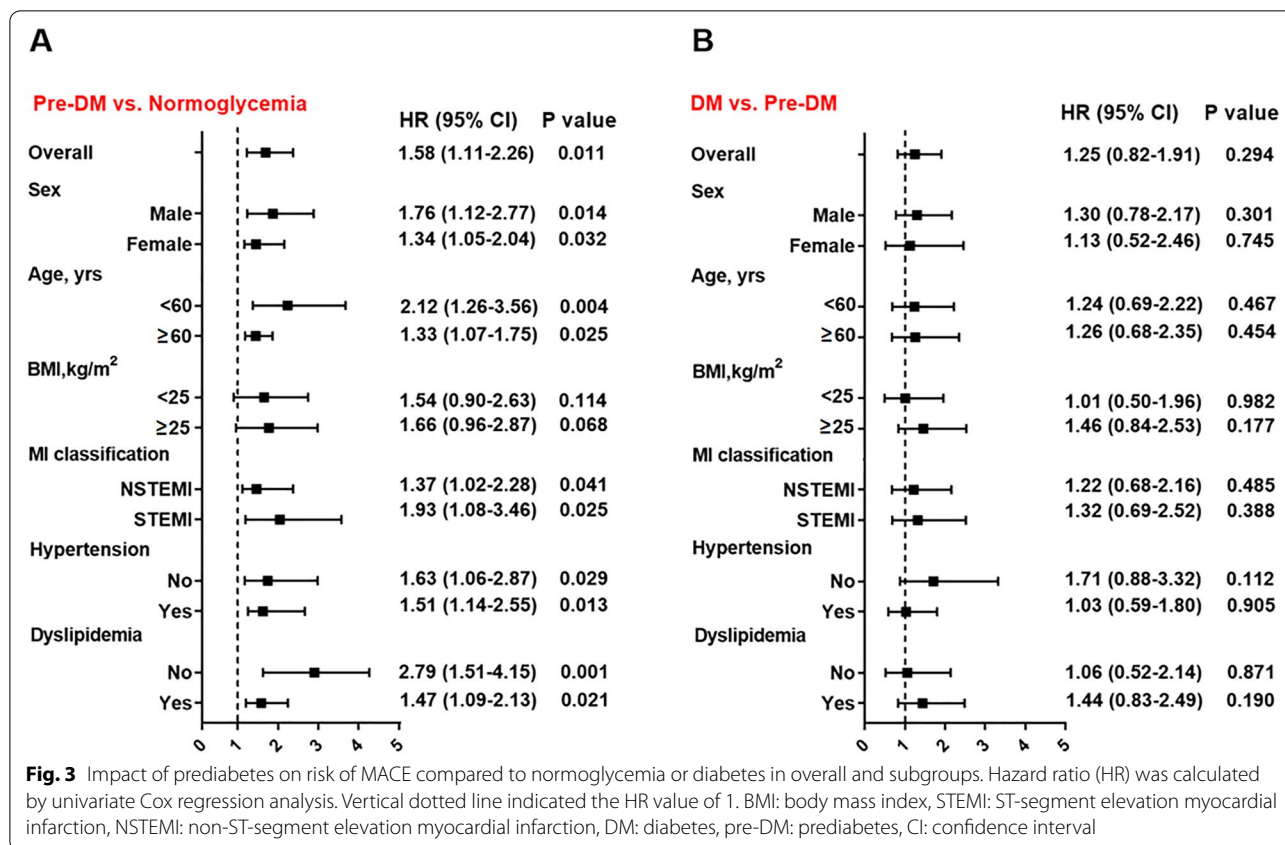 A
Pre-DM vs. Normoglycemia
HR (95% CI) P value
Overall 1.58 (1.11-2.26) 0.011
Sex
Male 1.76 (1.12-2.77) 0.014
Female 1.34 (1.05-2.04) 0.032
Age, yrs
<60 2.12 (1.26-3.56) 0.004
≥60 1.33 (1.07-1.75) 0.025
BMI,kg/m²
<25 1.54 (0.90-2.63) 0.114
≥25 1.66 (0.96-2.87) 0.068
MI classification
NSTEMI 1.37 (1.02-2.28) 0.041
STEMI 1.93 (1.08-3.46) 0.025
Hypertension
No 1.63 (1.06-2.87) 0.029
Yes 1.51 (1.14-2.55) 0.013
Dyslipidemia
No 2.79 (1.51-4.15) 0.001
Yes 1.47 (1.09-2.13) 0.021
0 1 2 3 4 5
B
DM vs. Pre-DM
HR (95% CI) P value
Overall 1.25 (0.82-1.91) 0.294
Sex
Male 1.30 (0.78-2.17) 0.301
Female 1.13 (0.52-2.46) 0.745
Age, yrs
<60 1.24 (0.69-2.22) 0.467
≥60 1.26 (0.68-2.35) 0.454
BMI,kg/m²
<25 1.01 (0.50-1.96) 0.982
≥25 1.46 (0.84-2.53) 0.177
MI classification
NSTEMI 1.22 (0.68-2.16) 0.485
STEMI 1.32 (0.69-2.52) 0.388
Hypertension
No 1.71 (0.88-3.32) 0.112
Yes 1.03 (0.59-1.80) 0.905
Dyslipidemia
No 1.06 (0.52-2.14) 0.871
Yes 1.44 (0.83-2.49) 0.190
0 1 2 3 4 5
Fig. 3 Impact of prediabetes on risk of MACE compared to normoglycemia or diabetes in overall and subgroups. Hazard ratio (HR) was calculated
by univariate Cox regression analysis. Vertical dotted line indicated the HR value of 1. BMI: body mass index, STEMI: ST-segment elevation myocardial
infarction, NSTEMI: non-ST-segment elevation myocardial infarction, DM: diabetes, pre-DM: prediabetes, CI: confidence interval